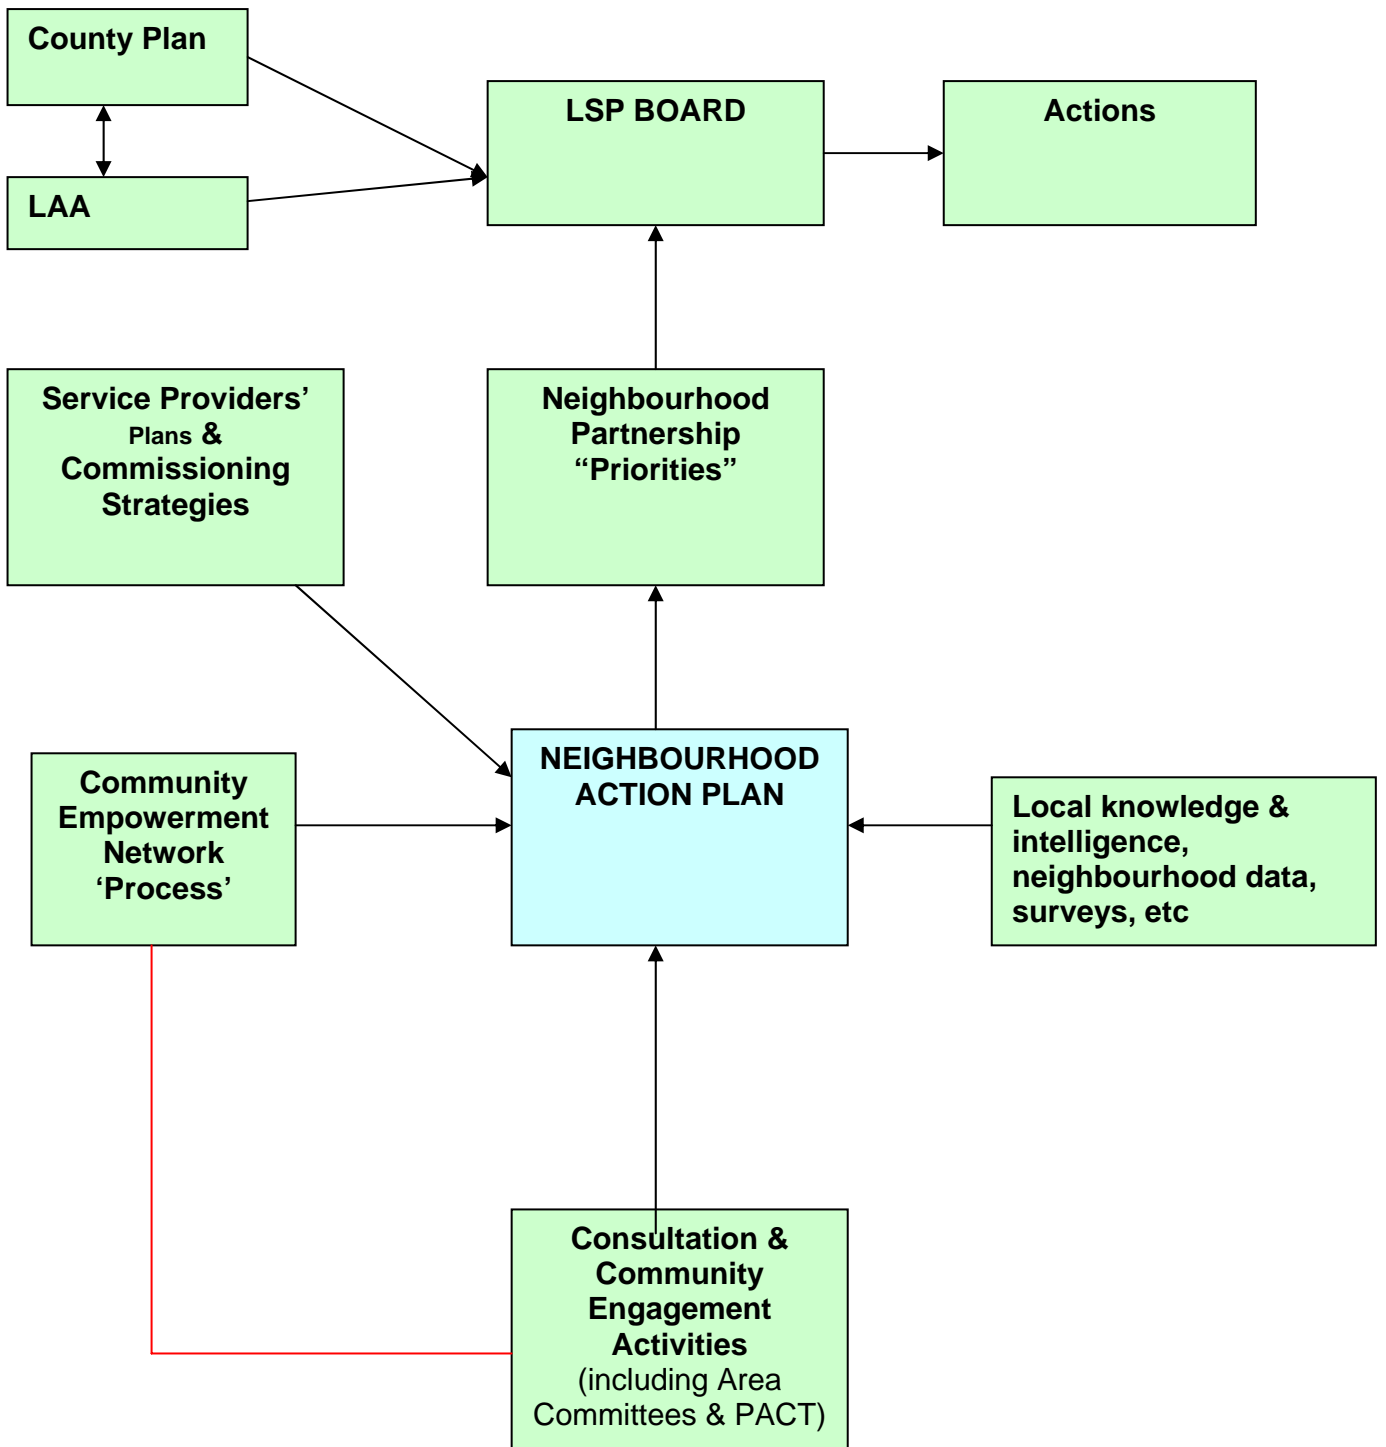 County Plan
LSP BOARD
Actions
LAA
Service Providers’
Plans &
Commissioning
Strategies
Neighbourhood
Partnership
“Priorities”
NEIGHBOURHOOD
ACTION PLAN
Community
Empowerment
Network
‘Process’
Local knowledge &
intelligence,
neighbourhood data,
surveys, etc
Consultation &
Community
Engagement
Activities
(including Area
Committees & PACT)